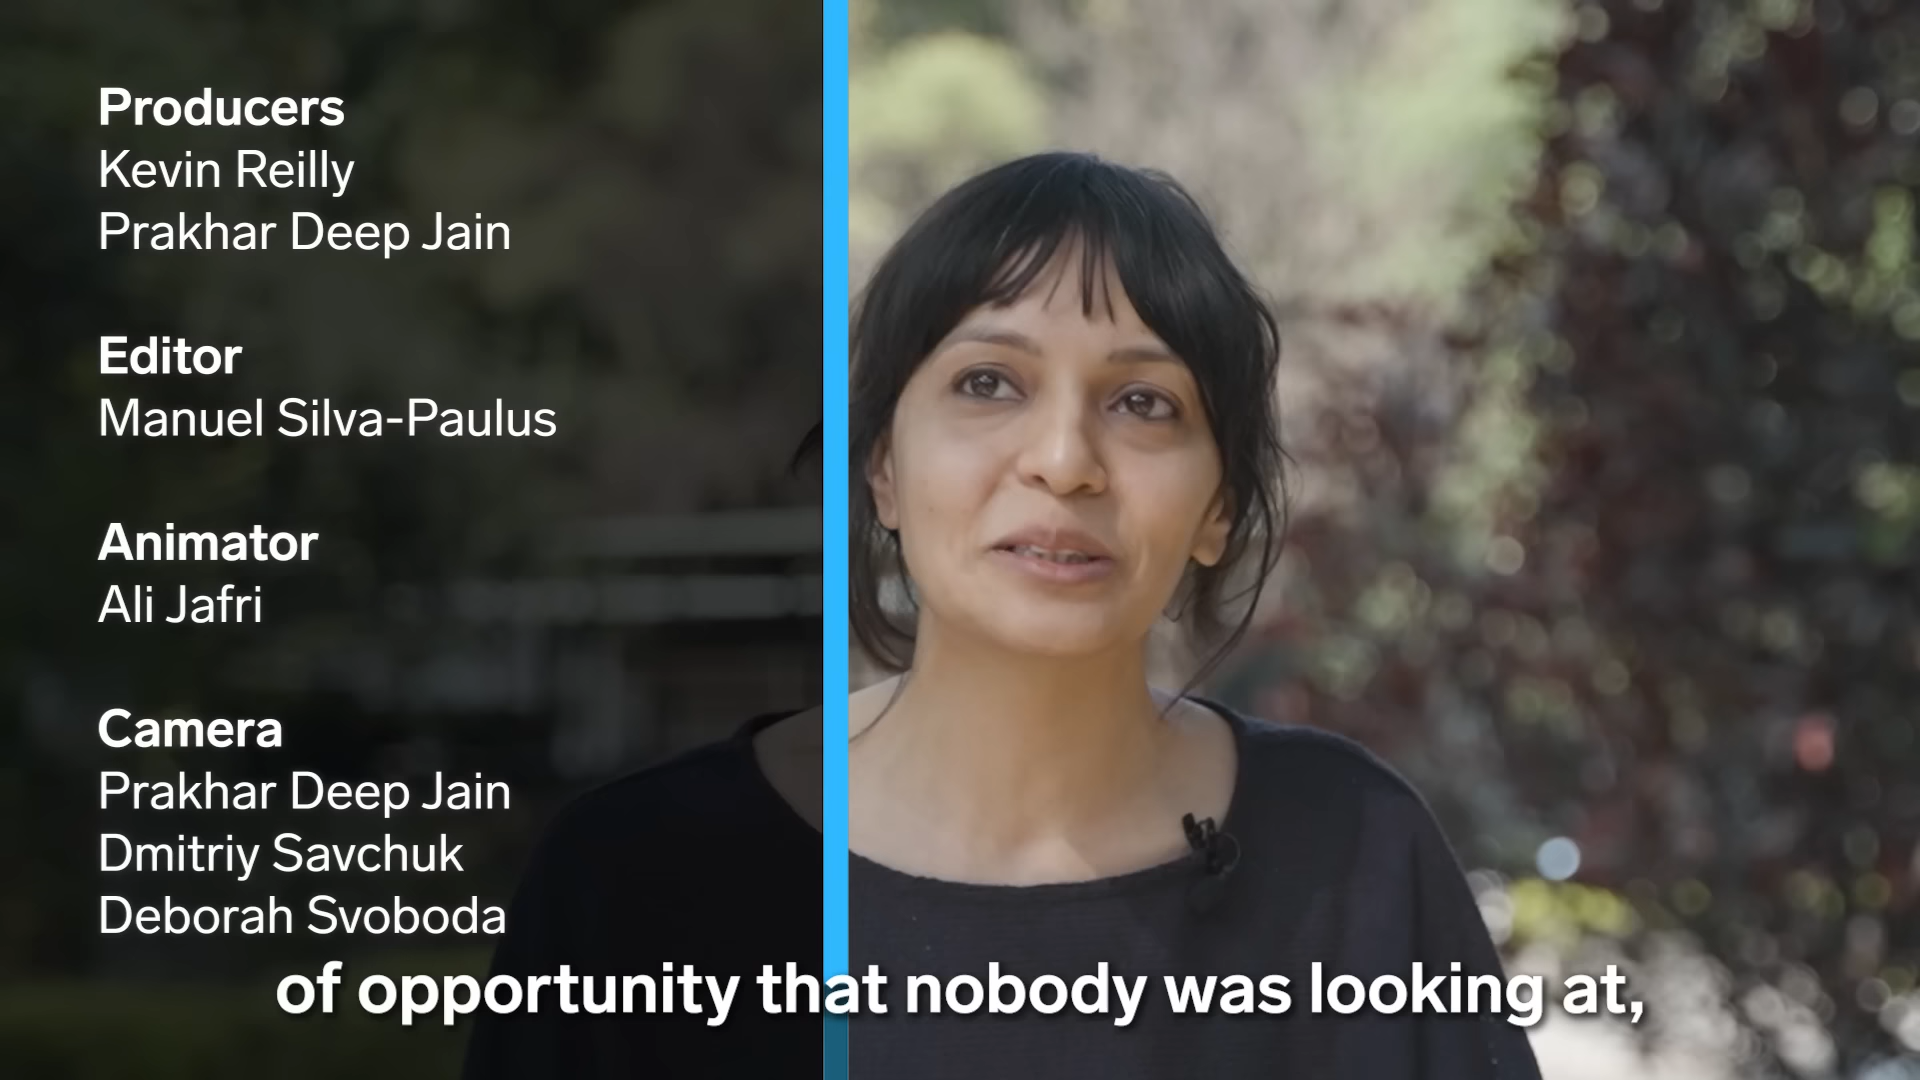 Producers
Kevin Reilly
Prakhar Deep Jain
Editor
Manuel Silva-Paulus
Animator
Ali Jafri
Camera
Prakhar Deep Jain
Dmitriy Savchuk
Deborah Svoboda
of opportunity that nobody was looking at,